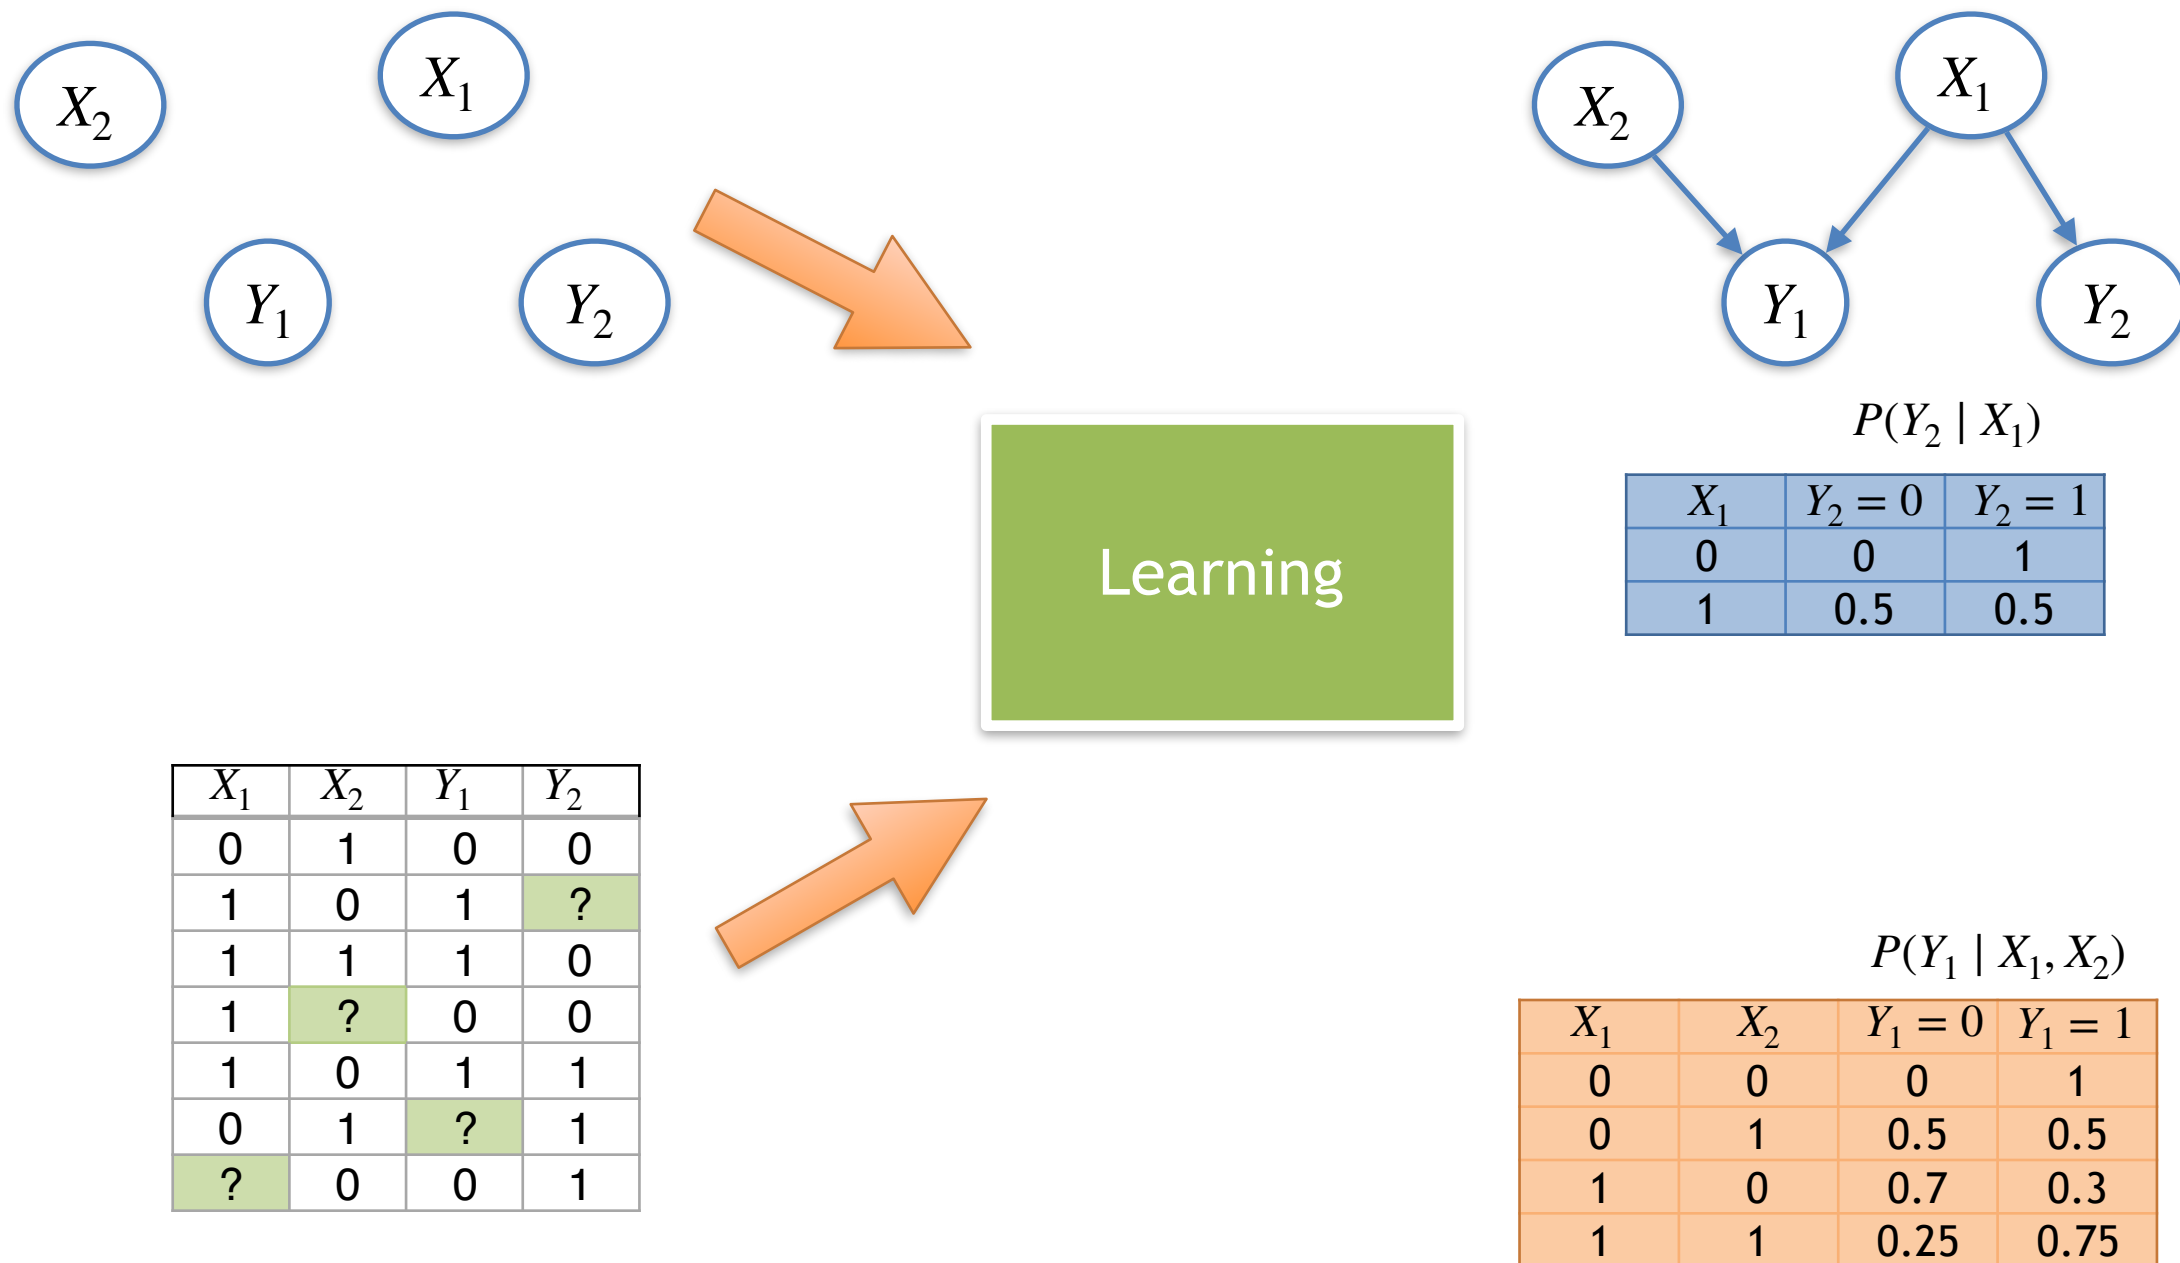 X₂
X₁
Y₁
Y₂
X₂
X₁
Y₁
Y₂
Learning
P(Y₂ | X₁)
X₁ Y₂ = 0 Y₂ = 1
0 0 1
1 0.5 0.5
X₁ X₂ Y₁ Y₂
0 1 0 0
1 0 1 ?
1 1 1 0
1 ? 0 0
1 0 1 1
0 1 ? 1
? 0 0 1
P(Y₁ | X₁, X₂)
X₁ X₂ Y₁ = 0 Y₁ = 1
0 0 0 1
0 1 0.5 0.5
1 0 0.7 0.3
1 1 0.25 0.75